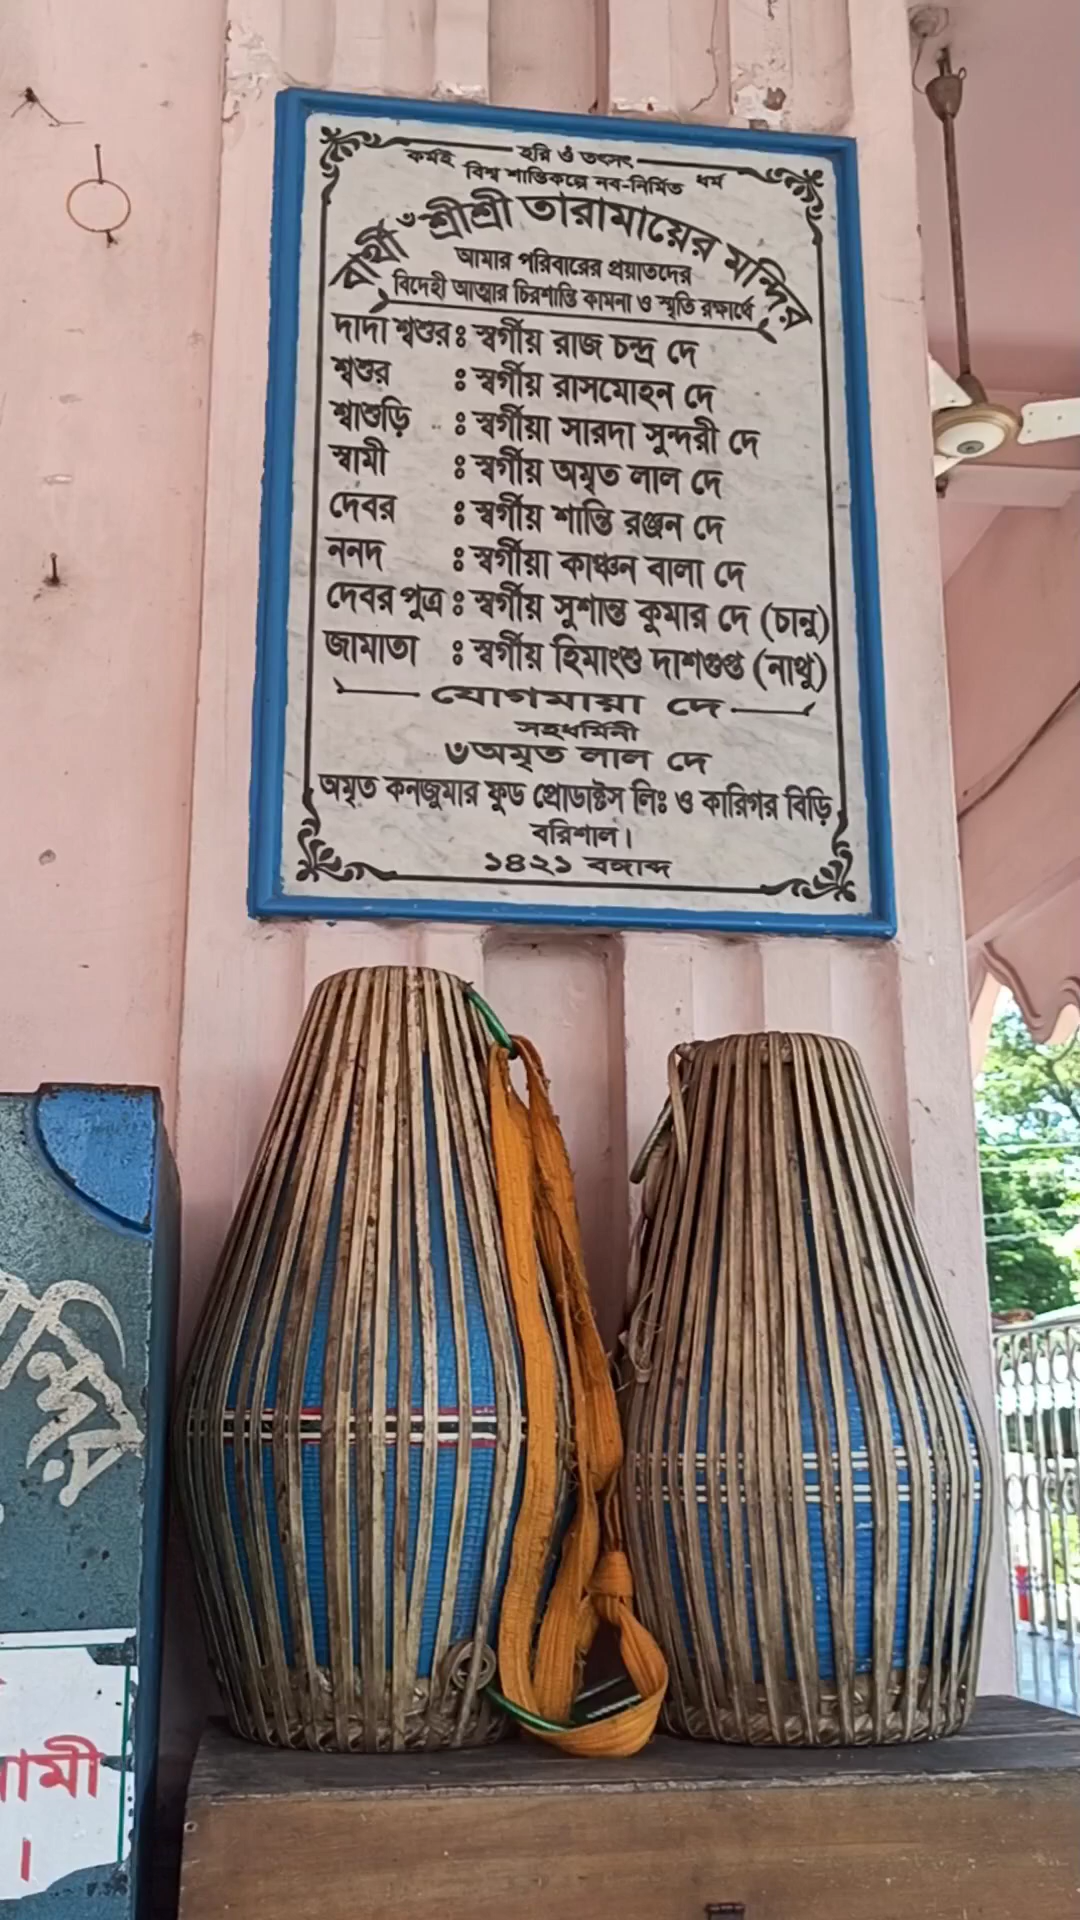 হরি ওঁ তৎসৎ
কর্মই ধর্ম
বিশ্ব শান্তিকল্পে নব-নির্মিত
বার্থী শ্রীশ্রী তারামায়ের মন্দির
আমার পরিবারের প্রয়াতদের
বিদেহী আত্মার চিরশান্তি কামনা ও স্মৃতি রক্ষার্থে
দাদা শ্বশুরঃ স্বর্গীয় রাজ চন্দ্র দে
শ্বশুর ঃ স্বর্গীয় রাসমোহন দে
শ্বাশুড়ি ঃ স্বর্গীয়া সারদা সুন্দরী দে
স্বামী ঃ স্বর্গীয় অমৃত লাল দে
দেবর ঃ স্বর্গীয় শান্তি রঞ্জন দে
ননদ ঃ স্বর্গীয়া কাঞ্চন বালা দে
দেবর পুত্র ঃ স্বর্গীয় সুশান্ত কুমার দে (চানু)
জামাতা ঃ স্বর্গীয় হিমাংশু দাশগুপ্ত (নাথু)
যোগমায়া দে
সহধর্মিনী
৺অমৃত লাল দে
অমৃত কনজুমার ফুড প্রোডাক্টস লিঃ ও কারিগর বিড়ি
বরিশাল।
১৪২১ বঙ্গাব্দ